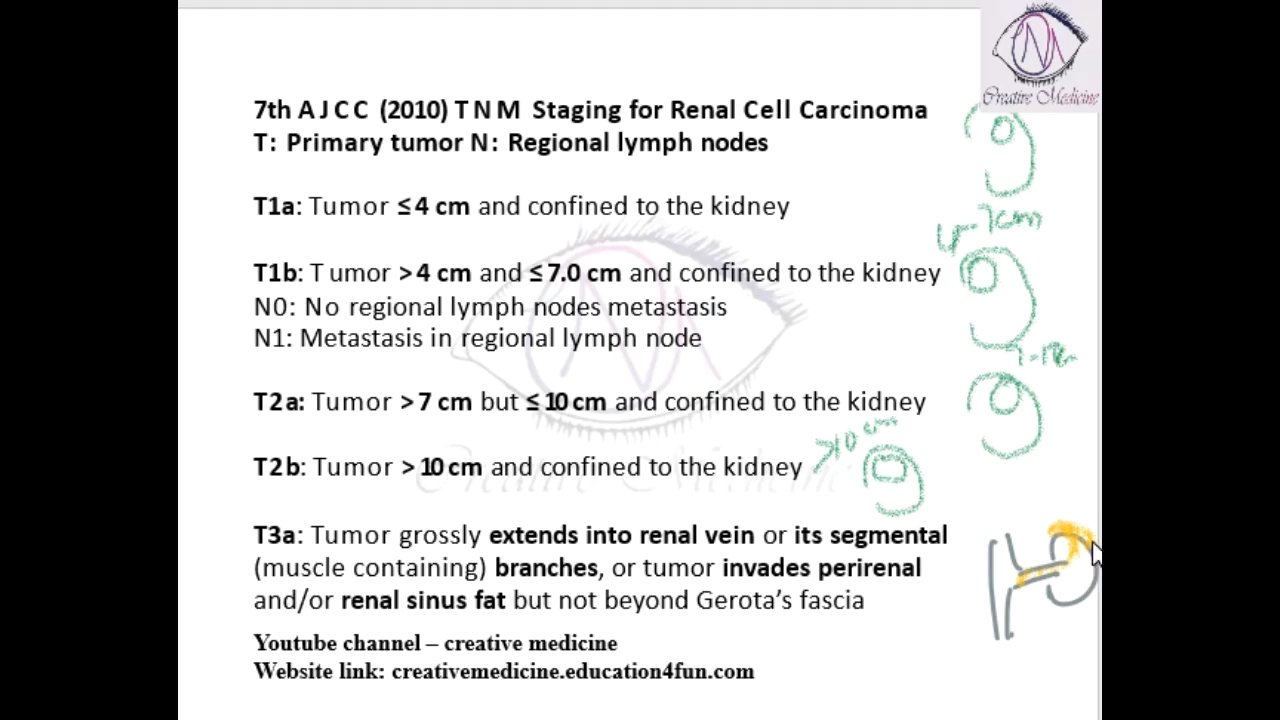 Creative Medicine
7th AJCC (2010) TNM Staging for Renal Cell Carcinoma
T: Primary tumor N: Regional lymph nodes
T1a: Tumor ≤ 4 cm and confined to the kidney
T1b: Tumor > 4 cm and ≤ 7.0 cm and confined to the kidney
N0: No regional lymph nodes metastasis
N1: Metastasis in regional lymph node
T2a: Tumor > 7 cm but ≤ 10 cm and confined to the kidney
T2b: Tumor > 10 cm and confined to the kidney
>10 cm
T3a: Tumor grossly extends into renal vein or its segmental
(muscle containing) branches, or tumor invades perirenal
and/or renal sinus fat but not beyond Gerota's fascia
Youtube channel – creative medicine
Website link: creativemedicine.education4fun.com
Creative Medicine